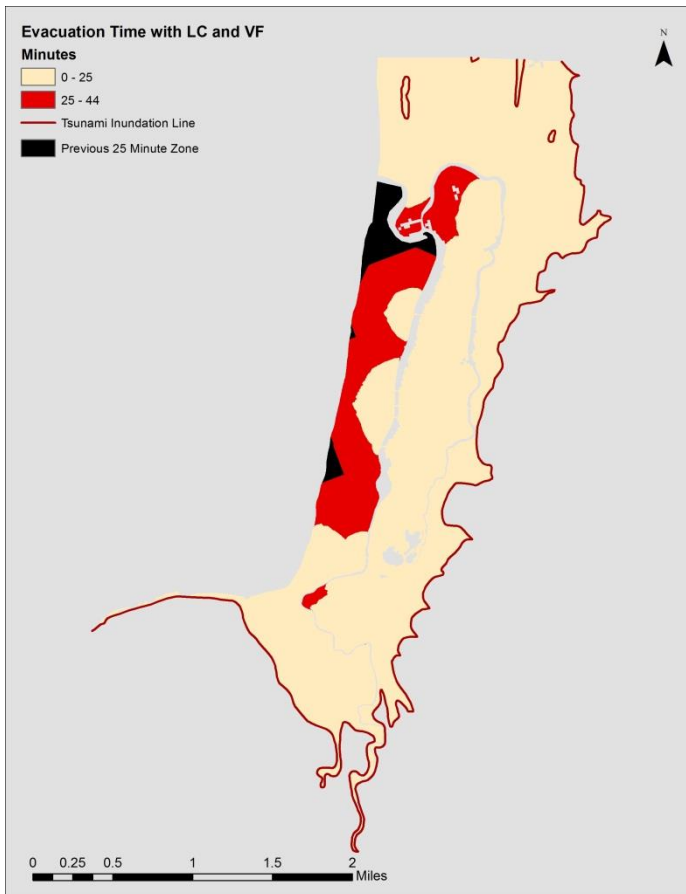 Evacuation Time with LC and VF
Minutes
0 - 25
25 - 44
Tsunami Inundation Line
Previous 25 Minute Zone
N
0 0.25 0.5 1 1.5 2
Miles